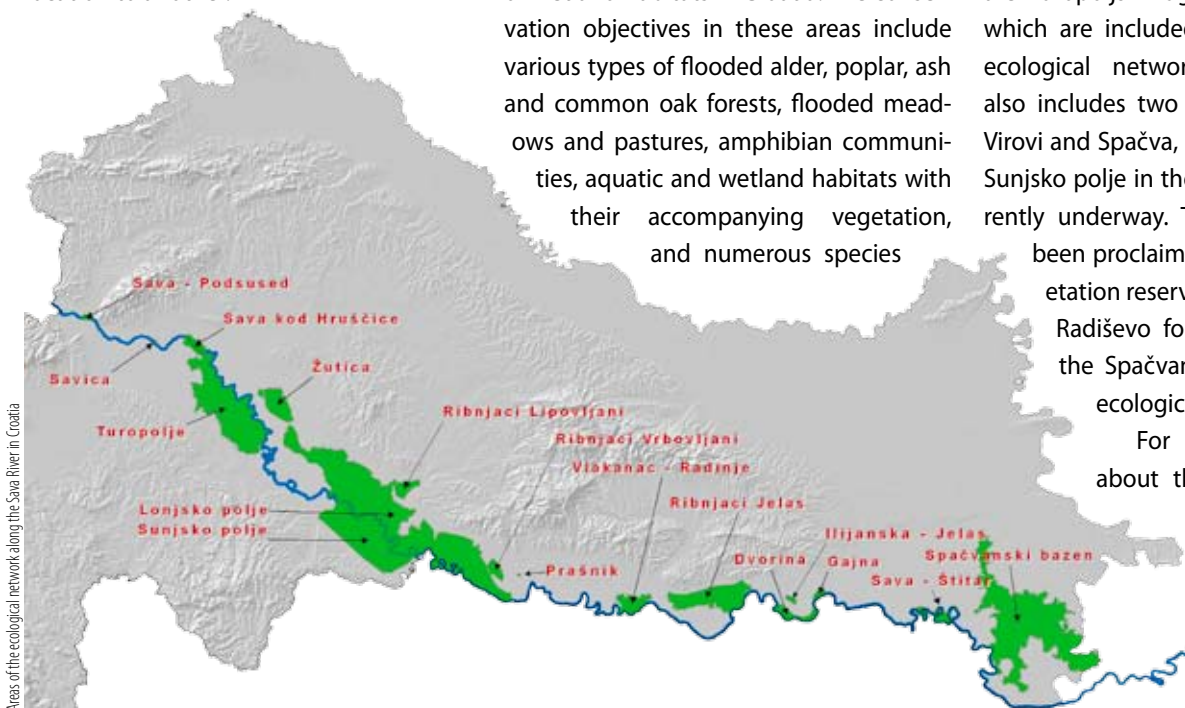 vation objectives in these areas include
various types of flooded alder, poplar, ash
and common oak forests, flooded mead-
ows and pastures, amphibian communi-
ties, aquatic and wetland habitats with
their accompanying vegetation,
and numerous species
which are included
ecological networ
also includes two
Virovi and Spačva,
Sunjsko polje in the
rently underway. T
been proclaim
etation reserv
Radiševo fo
the Spačvan
ecologic
For
about th
Sava - Podsused
Sava kod Hruščice
Savica
Žutica
Turopolje
Ribnjaci Lipovljani
Ribnjaci Vrbovljani
Vlakanac - Radinje
Lonjsko polje
Sunjsko polje
Ribnjaci Jelas
Prašnik
Ilijanska - Jelas
Dvorina
Gajna
Spačvanski bazen
Sava - Štitar
Areas of the ecological network along the Sava River in Croatia